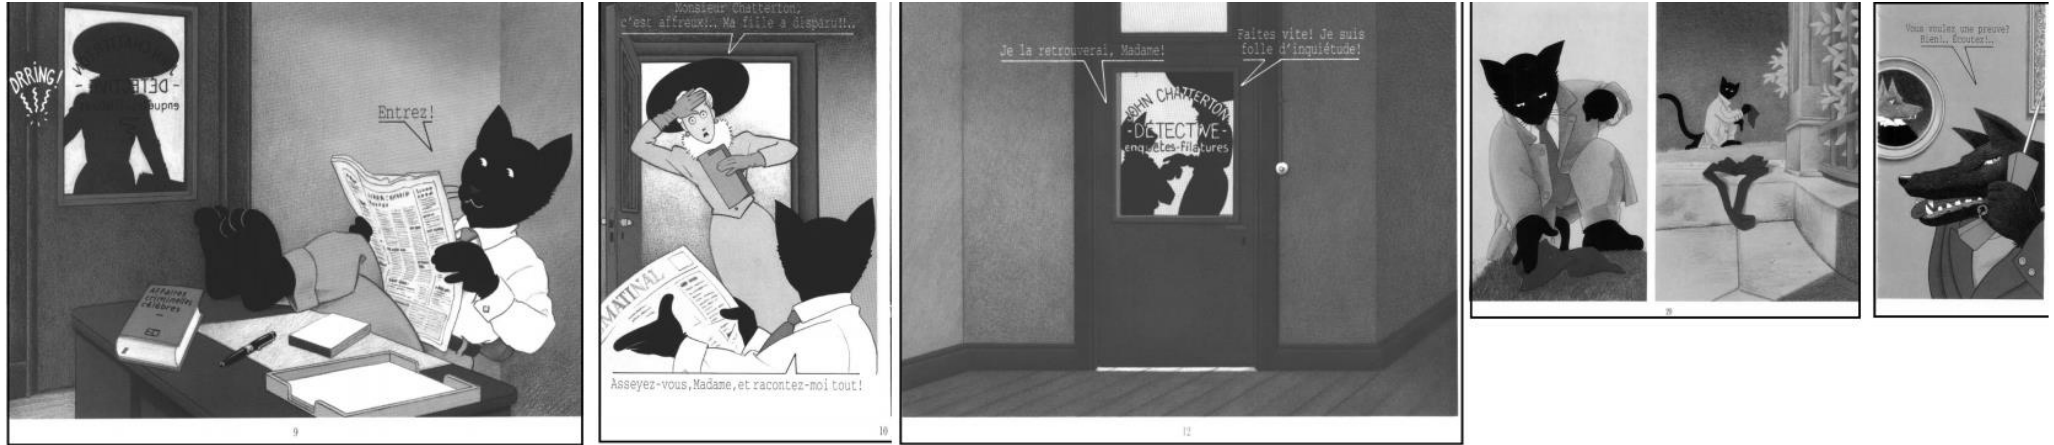 DRRING!
- DÉTECTIVE -
Entrez!
Affaires
criminelles
célèbres
9
Monsieur Chatterton,
c'est affreux!.. Ma fille a disparu!!..
MATINAL
Asseyez-vous, Madame, et racontez-moi tout!
10
Je la retrouverai, Madame!
Faites vite! Je suis
folle d'inquiétude!
JOHN CHATTERTON
- DÉTECTIVE -
enquêtes-filatures
12
Vous voulez une preuve?
Bien!.. Écoutez!..